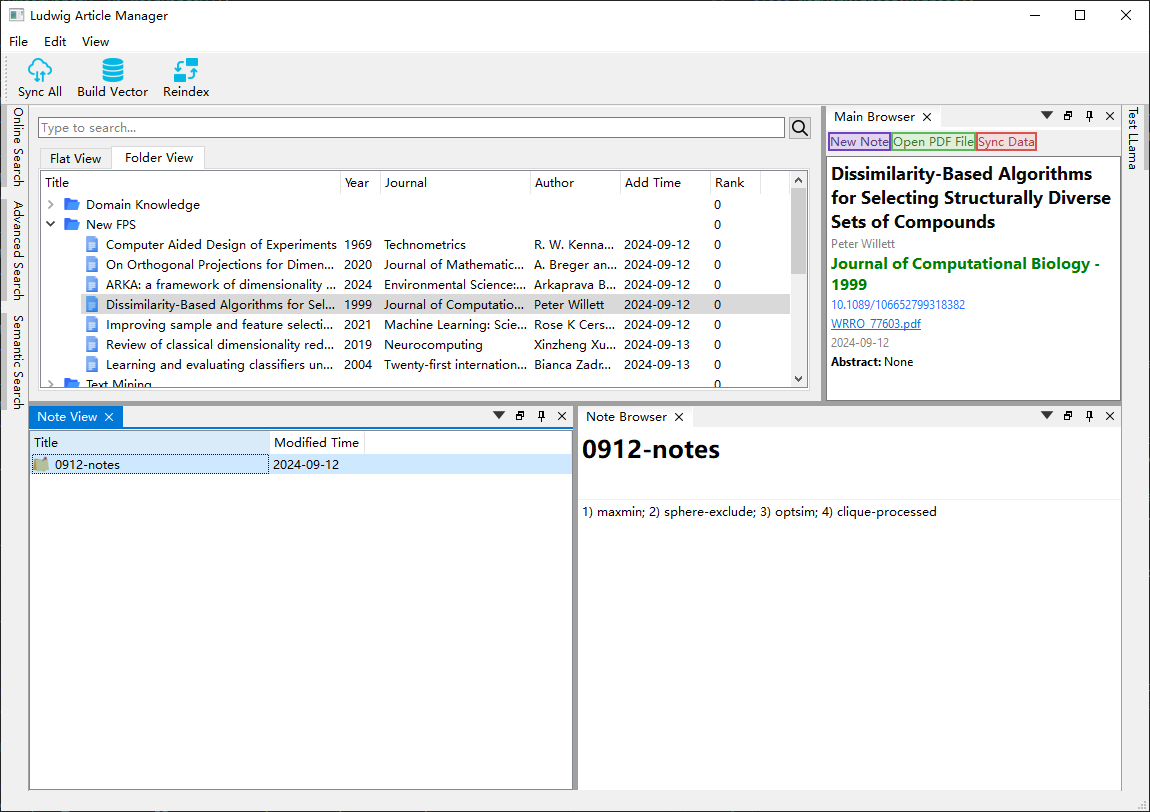 Ludwig Article Manager
File Edit View
Sync All Build Vector Reindex
Online Search
Advanced Search
Semantic Search
Type to search...
Flat View Folder View
Title Year Journal Author Add Time Rank
Domain Knowledge 0
New FPS 0
Computer Aided Design of Experiments 1969 Technometrics R. W. Kenna... 2024-09-12 0
On Orthogonal Projections for Dimen... 2020 Journal of Mathematic... A. Breger an... 2024-09-12 0
ARKA: a framework of dimensionality ... 2024 Environmental Science:... Arkaprava B... 2024-09-12 0
Dissimilarity-Based Algorithms for Sel... 1999 Journal of Computatio... Peter Willett 2024-09-12 0
Improving sample and feature selecti... 2021 Machine Learning: Scie... Rose K Cers... 2024-09-12 0
Review of classical dimensionality red... 2019 Neurocomputing Xinzheng Xu... 2024-09-13 0
Learning and evaluating classifiers un... 2004 Twenty-first internation... Bianca Zadr... 2024-09-13 0
Text Mining 0
Main Browser
New Note Open PDF File Sync Data
Dissimilarity-Based Algorithms
for Selecting Structurally Diverse
Sets of Compounds
Peter Willett
Journal of Computational Biology -
1999
10.1089/106652799318382
WRRO_77603.pdf
2024-09-12
Abstract: None
Test LLama
Note View
Title Modified Time
0912-notes 2024-09-12
Note Browser
0912-notes
1) maxmin; 2) sphere-exclude; 3) optsim; 4) clique-processed